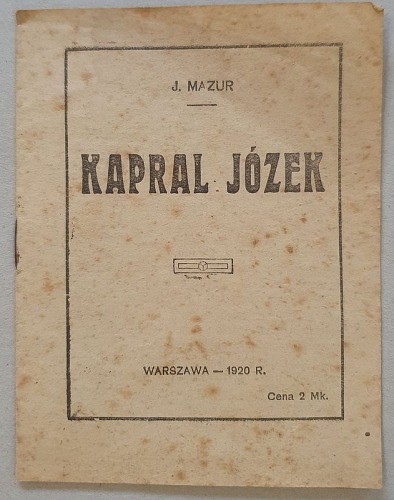 J. MAZUR
KAPRAL JÓZEK
WARSZAWA — 1920 R.
Cena 2 Mk.